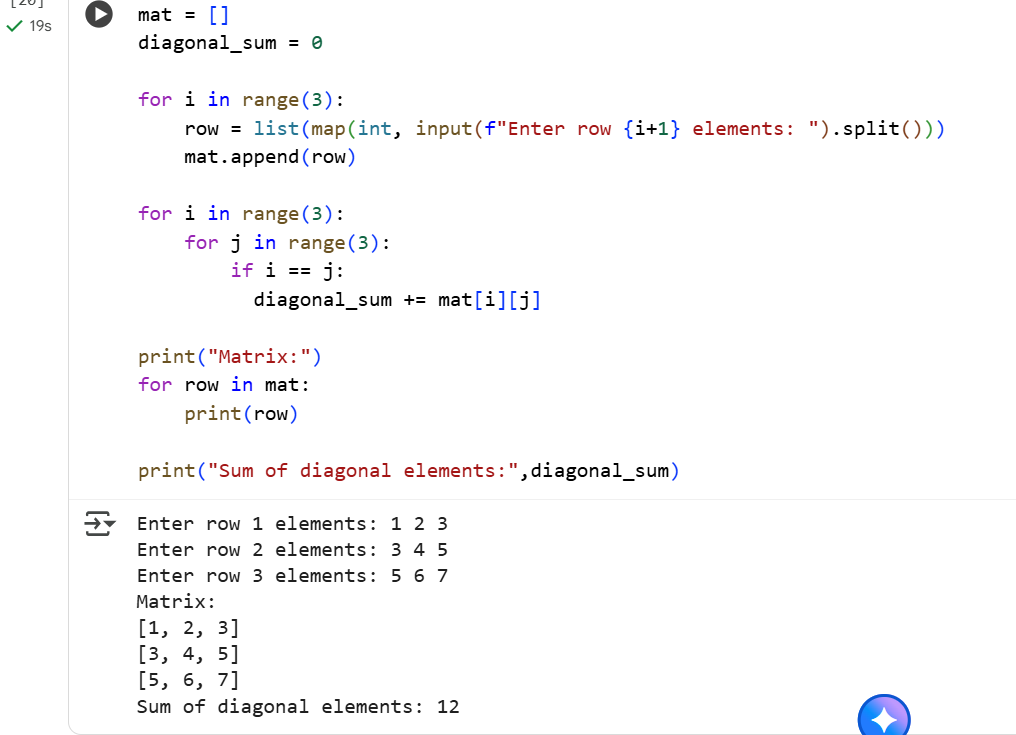 [20]
19s
mat = []
diagonal_sum = 0

for i in range(3):
    row = list(map(int, input(f"Enter row {i+1} elements: ").split()))
    mat.append(row)

for i in range(3):
    for j in range(3):
        if i == j:
          diagonal_sum += mat[i][j]

print("Matrix:")
for row in mat:
    print(row)

print("Sum of diagonal elements:",diagonal_sum)
Enter row 1 elements: 1 2 3
Enter row 2 elements: 3 4 5
Enter row 3 elements: 5 6 7
Matrix:
[1, 2, 3]
[3, 4, 5]
[5, 6, 7]
Sum of diagonal elements: 12